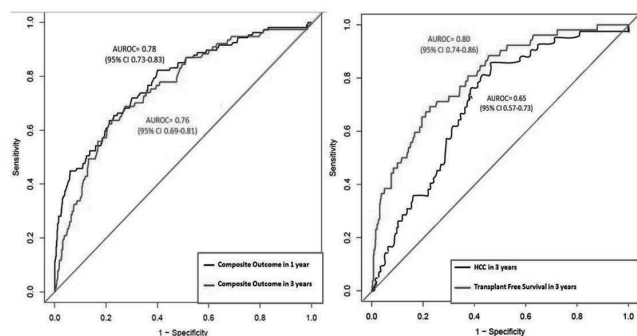 AUROC= 0.78
(95% CI 0.73-0.83)
AUROC= 0.76
(95% CI 0.69-0.81)
Sensitivity
1.0
0.8
0.6
0.4
0.2
0.0
0.0 0.2 0.4 0.6 0.8 1.0
1 - Specificity
Composite Outcome in 1 year
Composite Outcome in 3 years
AUROC= 0.80
(95% CI 0.74-0.86)
AUROC= 0.65
(95% CI 0.57-0.73)
Sensitivity
1.0
0.8
0.6
0.4
0.2
0.0
0.0 0.2 0.4 0.6 0.8 1.0
1 - Specificity
HCC in 3 years
Transplant Free Survival in 3 years